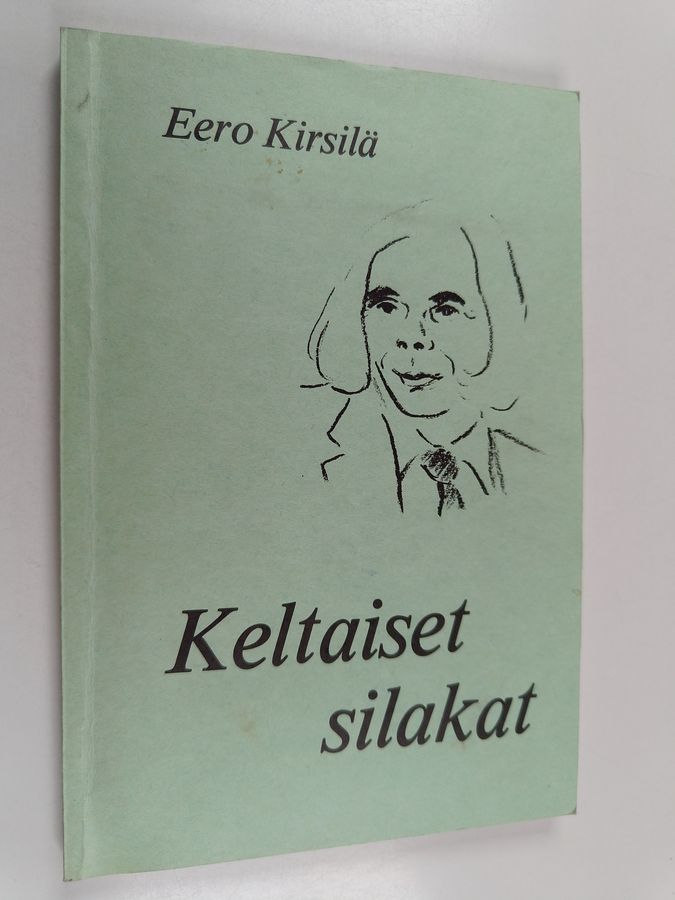 Eero Kirsilä
Keltaiset
silakat